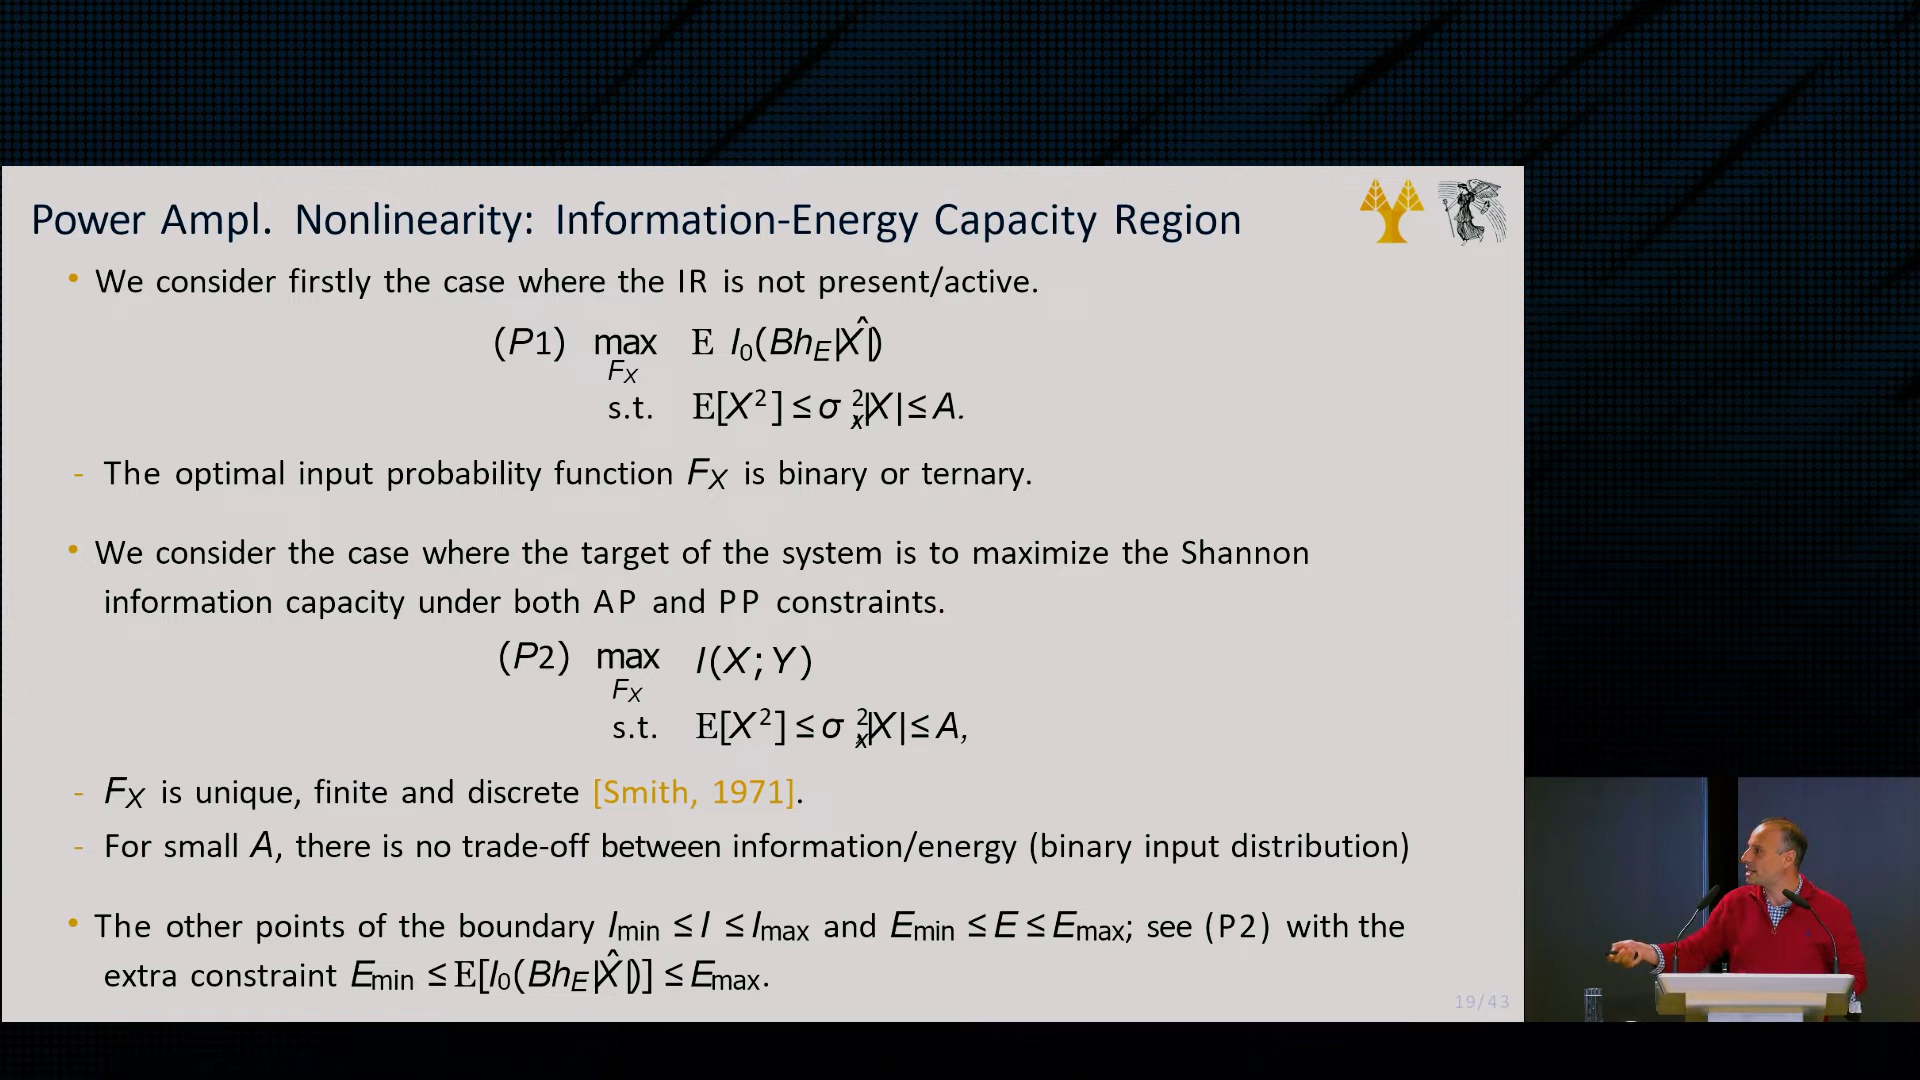 Power Ampl. Nonlinearity: Information-Energy Capacity Region
• We consider firstly the case where the IR is not present/active.
(P1) max E I₀(Bh_E|X̂|)
F_X
s.t. E[X²] ≤ σ²ₓ, |X| ≤ A.
- The optimal input probability function F_X is binary or ternary.
• We consider the case where the target of the system is to maximize the Shannon
information capacity under both AP and PP constraints.
(P2) max I(X; Y)
F_X
s.t. E[X²] ≤ σ²ₓ, |X| ≤ A,
- F_X is unique, finite and discrete [Smith, 1971].
- For small A, there is no trade-off between information/energy (binary input distribution)
• The other points of the boundary I_min ≤ I ≤ I_max and E_min ≤ E ≤ E_max; see (P2) with the
extra constraint E_min ≤ E[I₀(Bh_E|X̂|)] ≤ E_max.
19/43